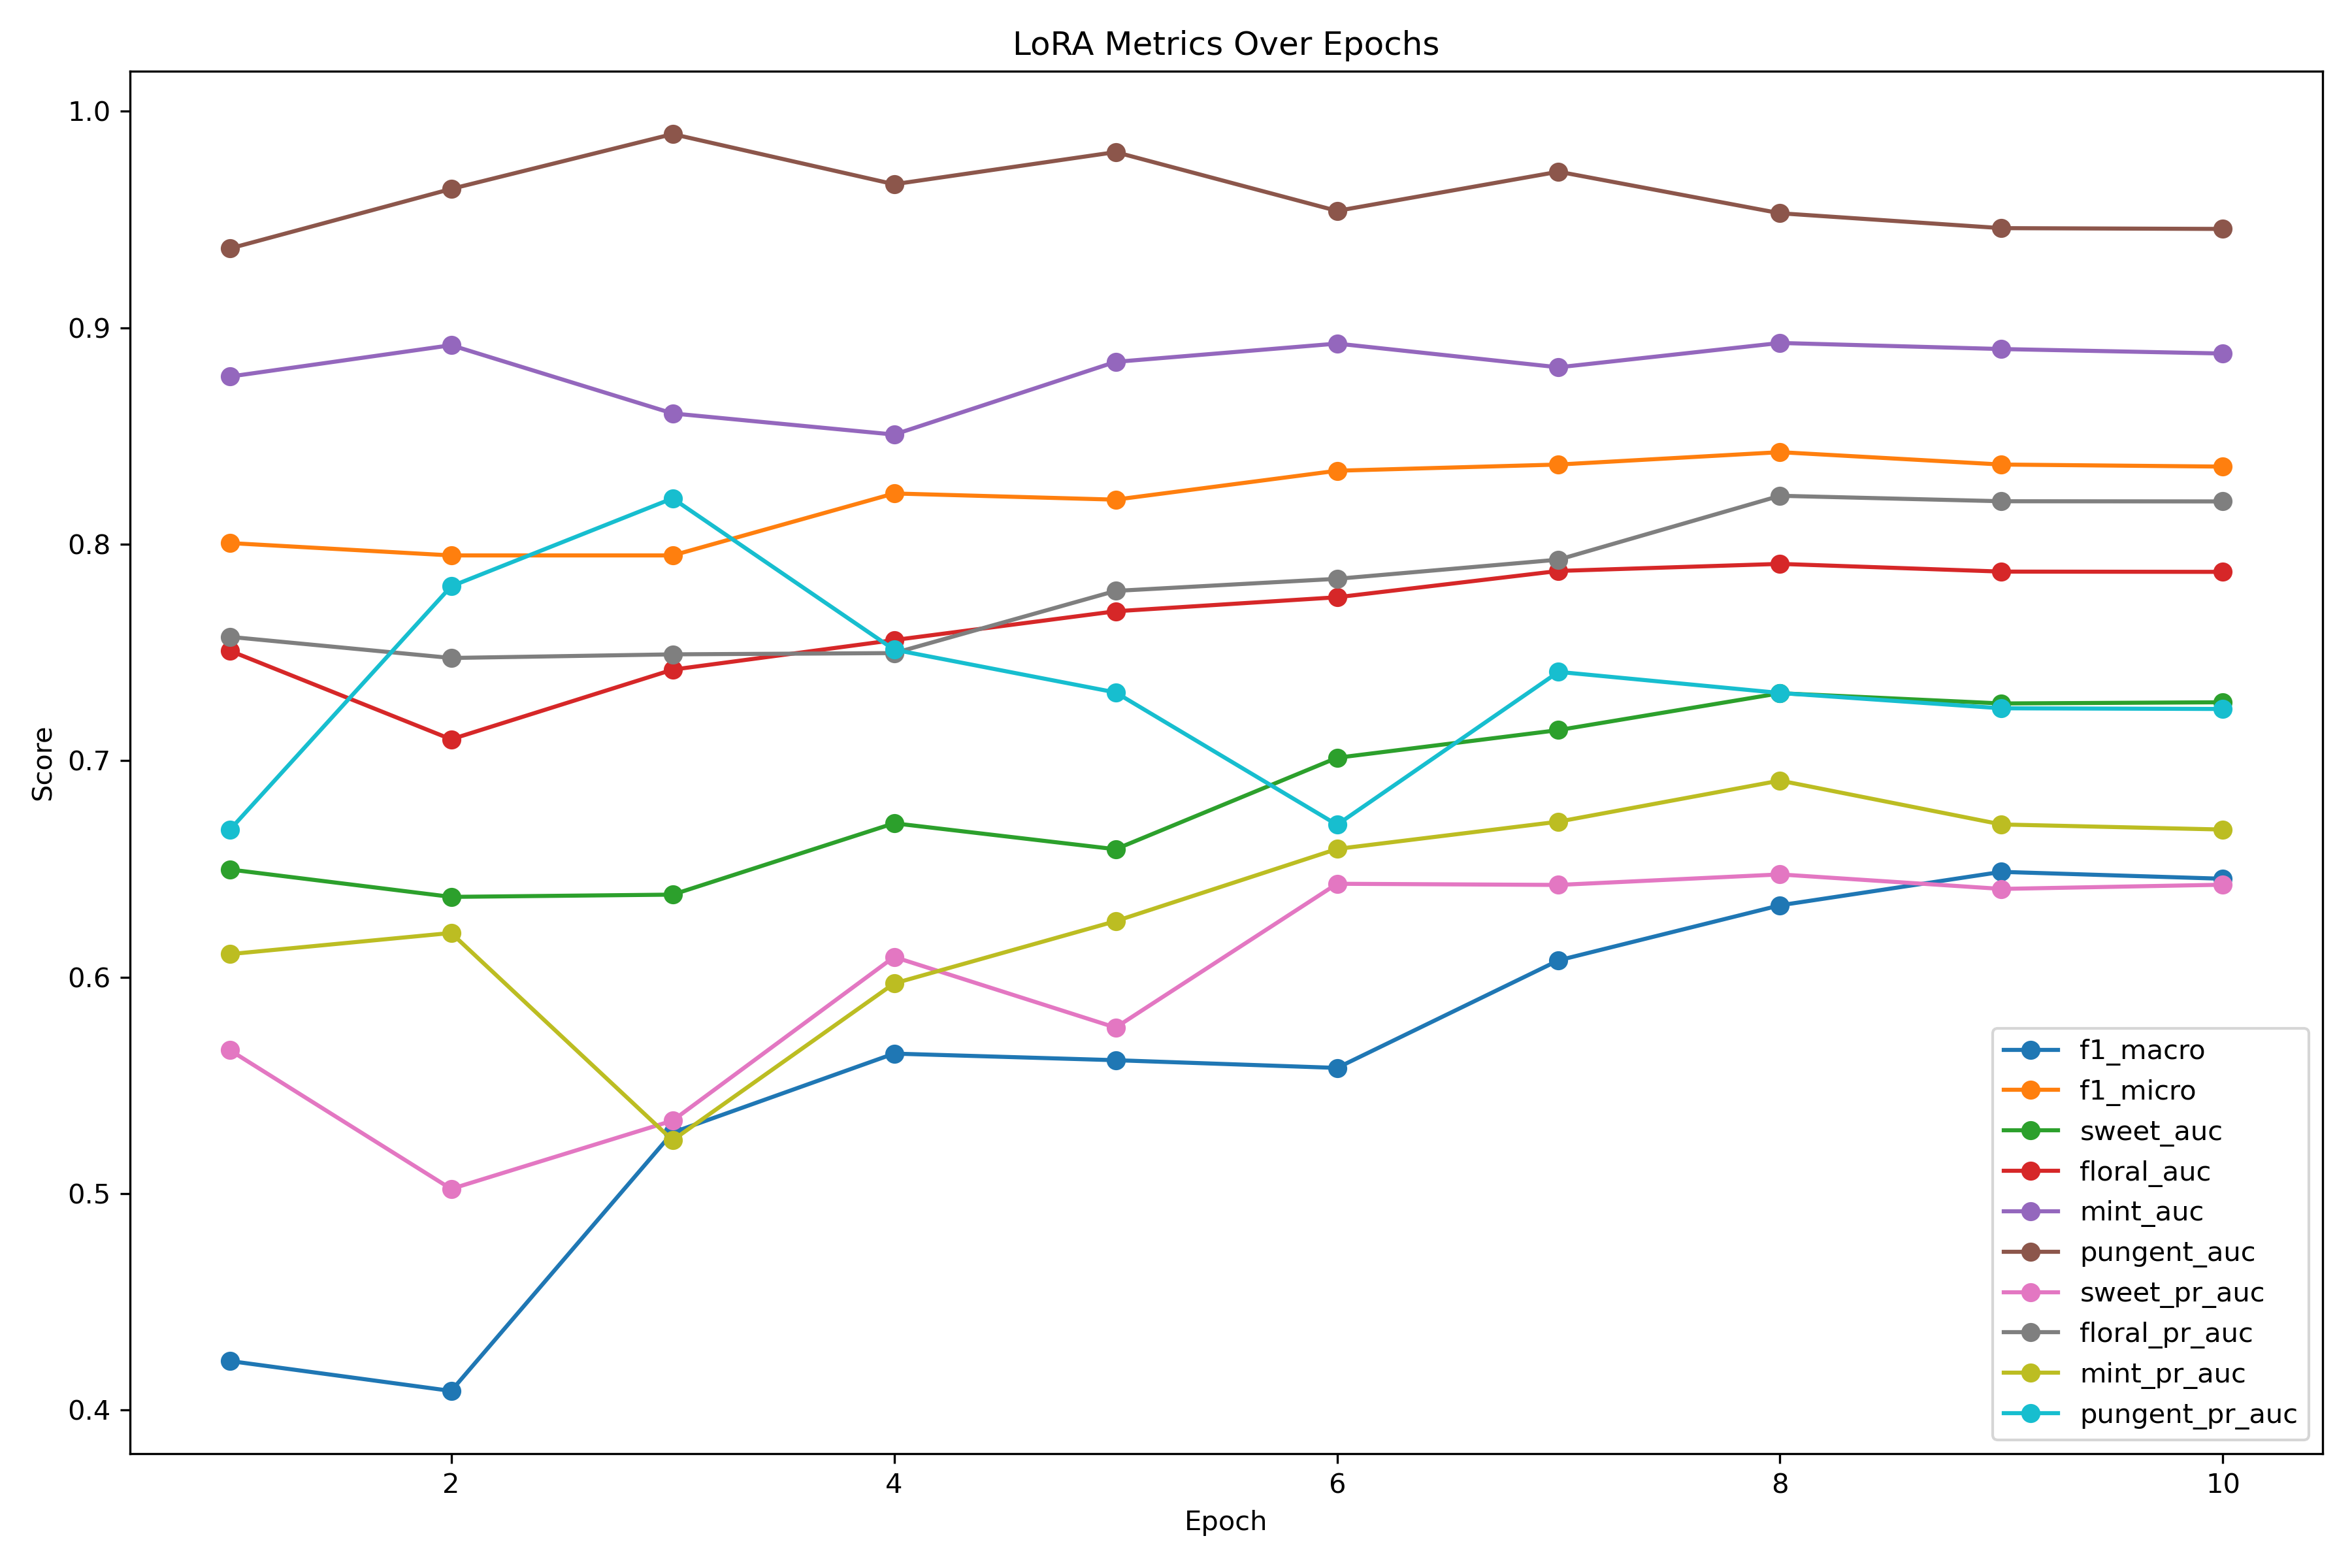 LoRA Metrics Over Epochs
1.0
0.9
0.8
0.7
0.6
0.5
0.4
Score
2
4
6
8
10
Epoch
f1_macro
f1_micro
sweet_auc
floral_auc
mint_auc
pungent_auc
sweet_pr_auc
floral_pr_auc
mint_pr_auc
pungent_pr_auc